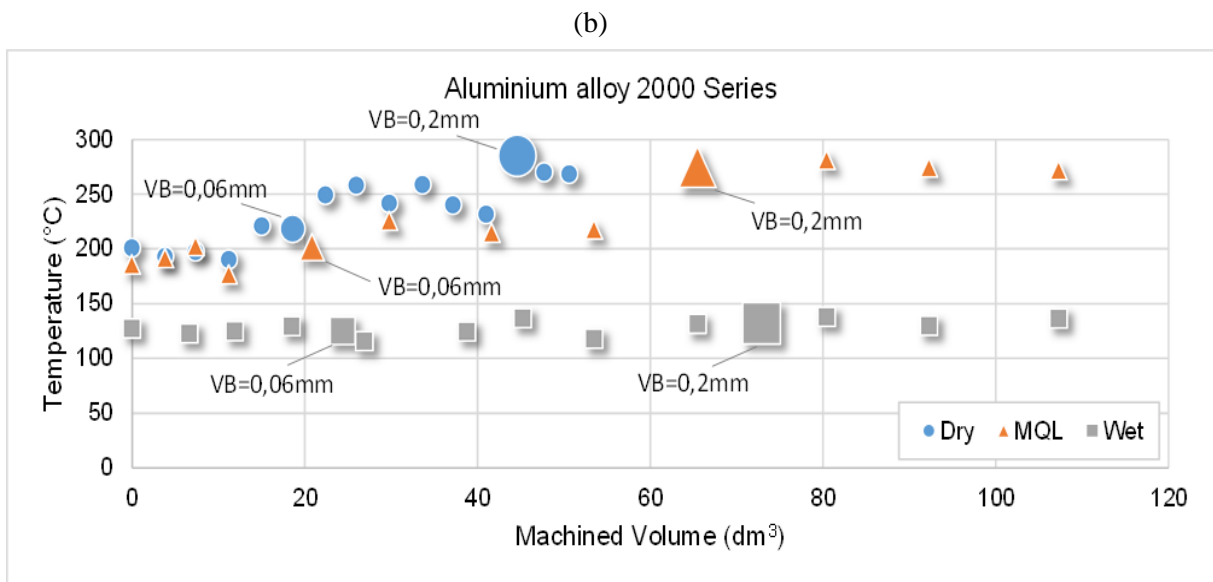 (b)
Aluminium alloy 2000 Series
VB=0,2mm
300
VB=0,06mm
250
200
VB=0,2mm
VB=0,06mm
150
100
VB=0,06mm
VB=0,2mm
50
0
Temperature (°C)
Dry MQL Wet
0 20 40 60 80 100 120
Machined Volume (dm³)